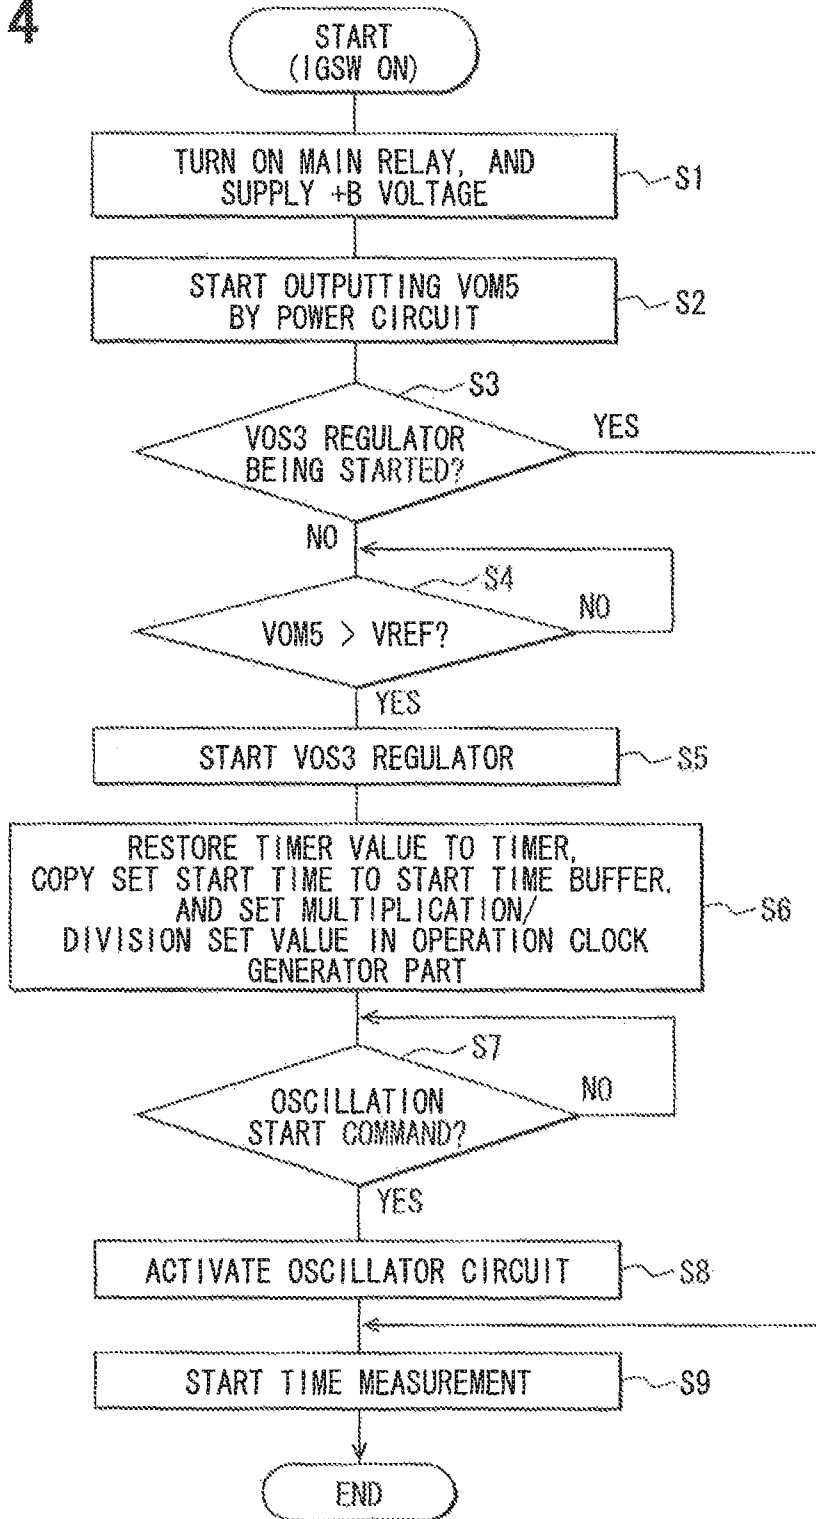 4
START
(IGSW ON)
TURN ON MAIN RELAY, AND
SUPPLY +B VOLTAGE
S1
START OUTPUTTING VOM5
BY POWER CIRCUIT
S2
S3
VOS3 REGULATOR
BEING STARTED?
YES
NO
S4
VOM5 > VREF?
NO
YES
START VOS3 REGULATOR
S5
RESTORE TIMER VALUE TO TIMER,
COPY SET START TIME TO START TIME BUFFER,
AND SET MULTIPLICATION/
DIVISION SET VALUE IN OPERATION CLOCK
GENERATOR PART
S6
S7
OSCILLATION
START COMMAND?
NO
YES
ACTIVATE OSCILLATOR CIRCUIT
S8
START TIME MEASUREMENT
S9
END